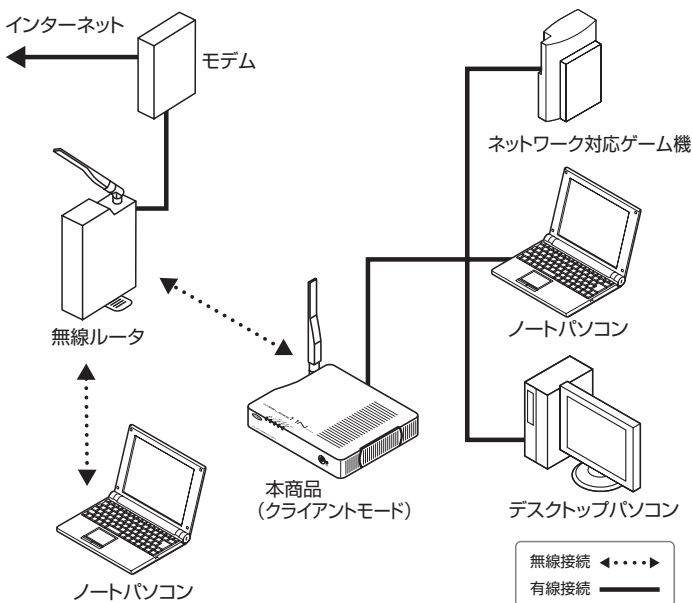 インターネット
モデム
ネットワーク対応ゲーム機
無線ルータ
ノートパソコン
本商品
(クライアントモード)
デスクトップパソコン
ノートパソコン
無線接続
有線接続